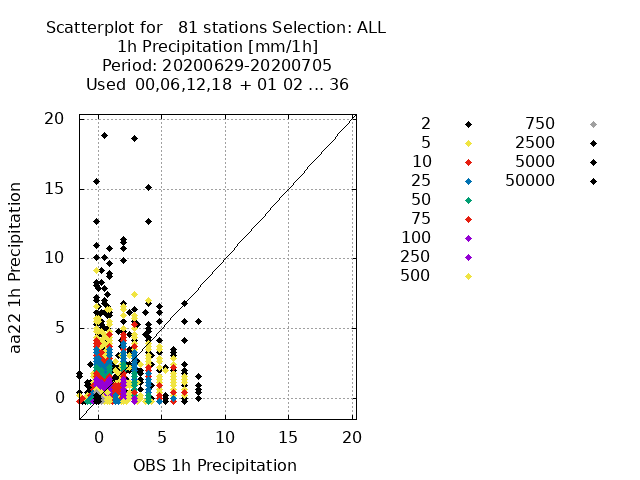 Scatterplot for 81 stations Selection: ALL
1h Precipitation [mm/1h]
Period: 20200629-20200705
Used 00,06,12,18 + 01 02 ... 36
20
15
10
5
0
0 5 10 15 20
aa22 1h Precipitation
OBS 1h Precipitation
2 750
5 2500
10 5000
25 50000
50
75
100
250
500